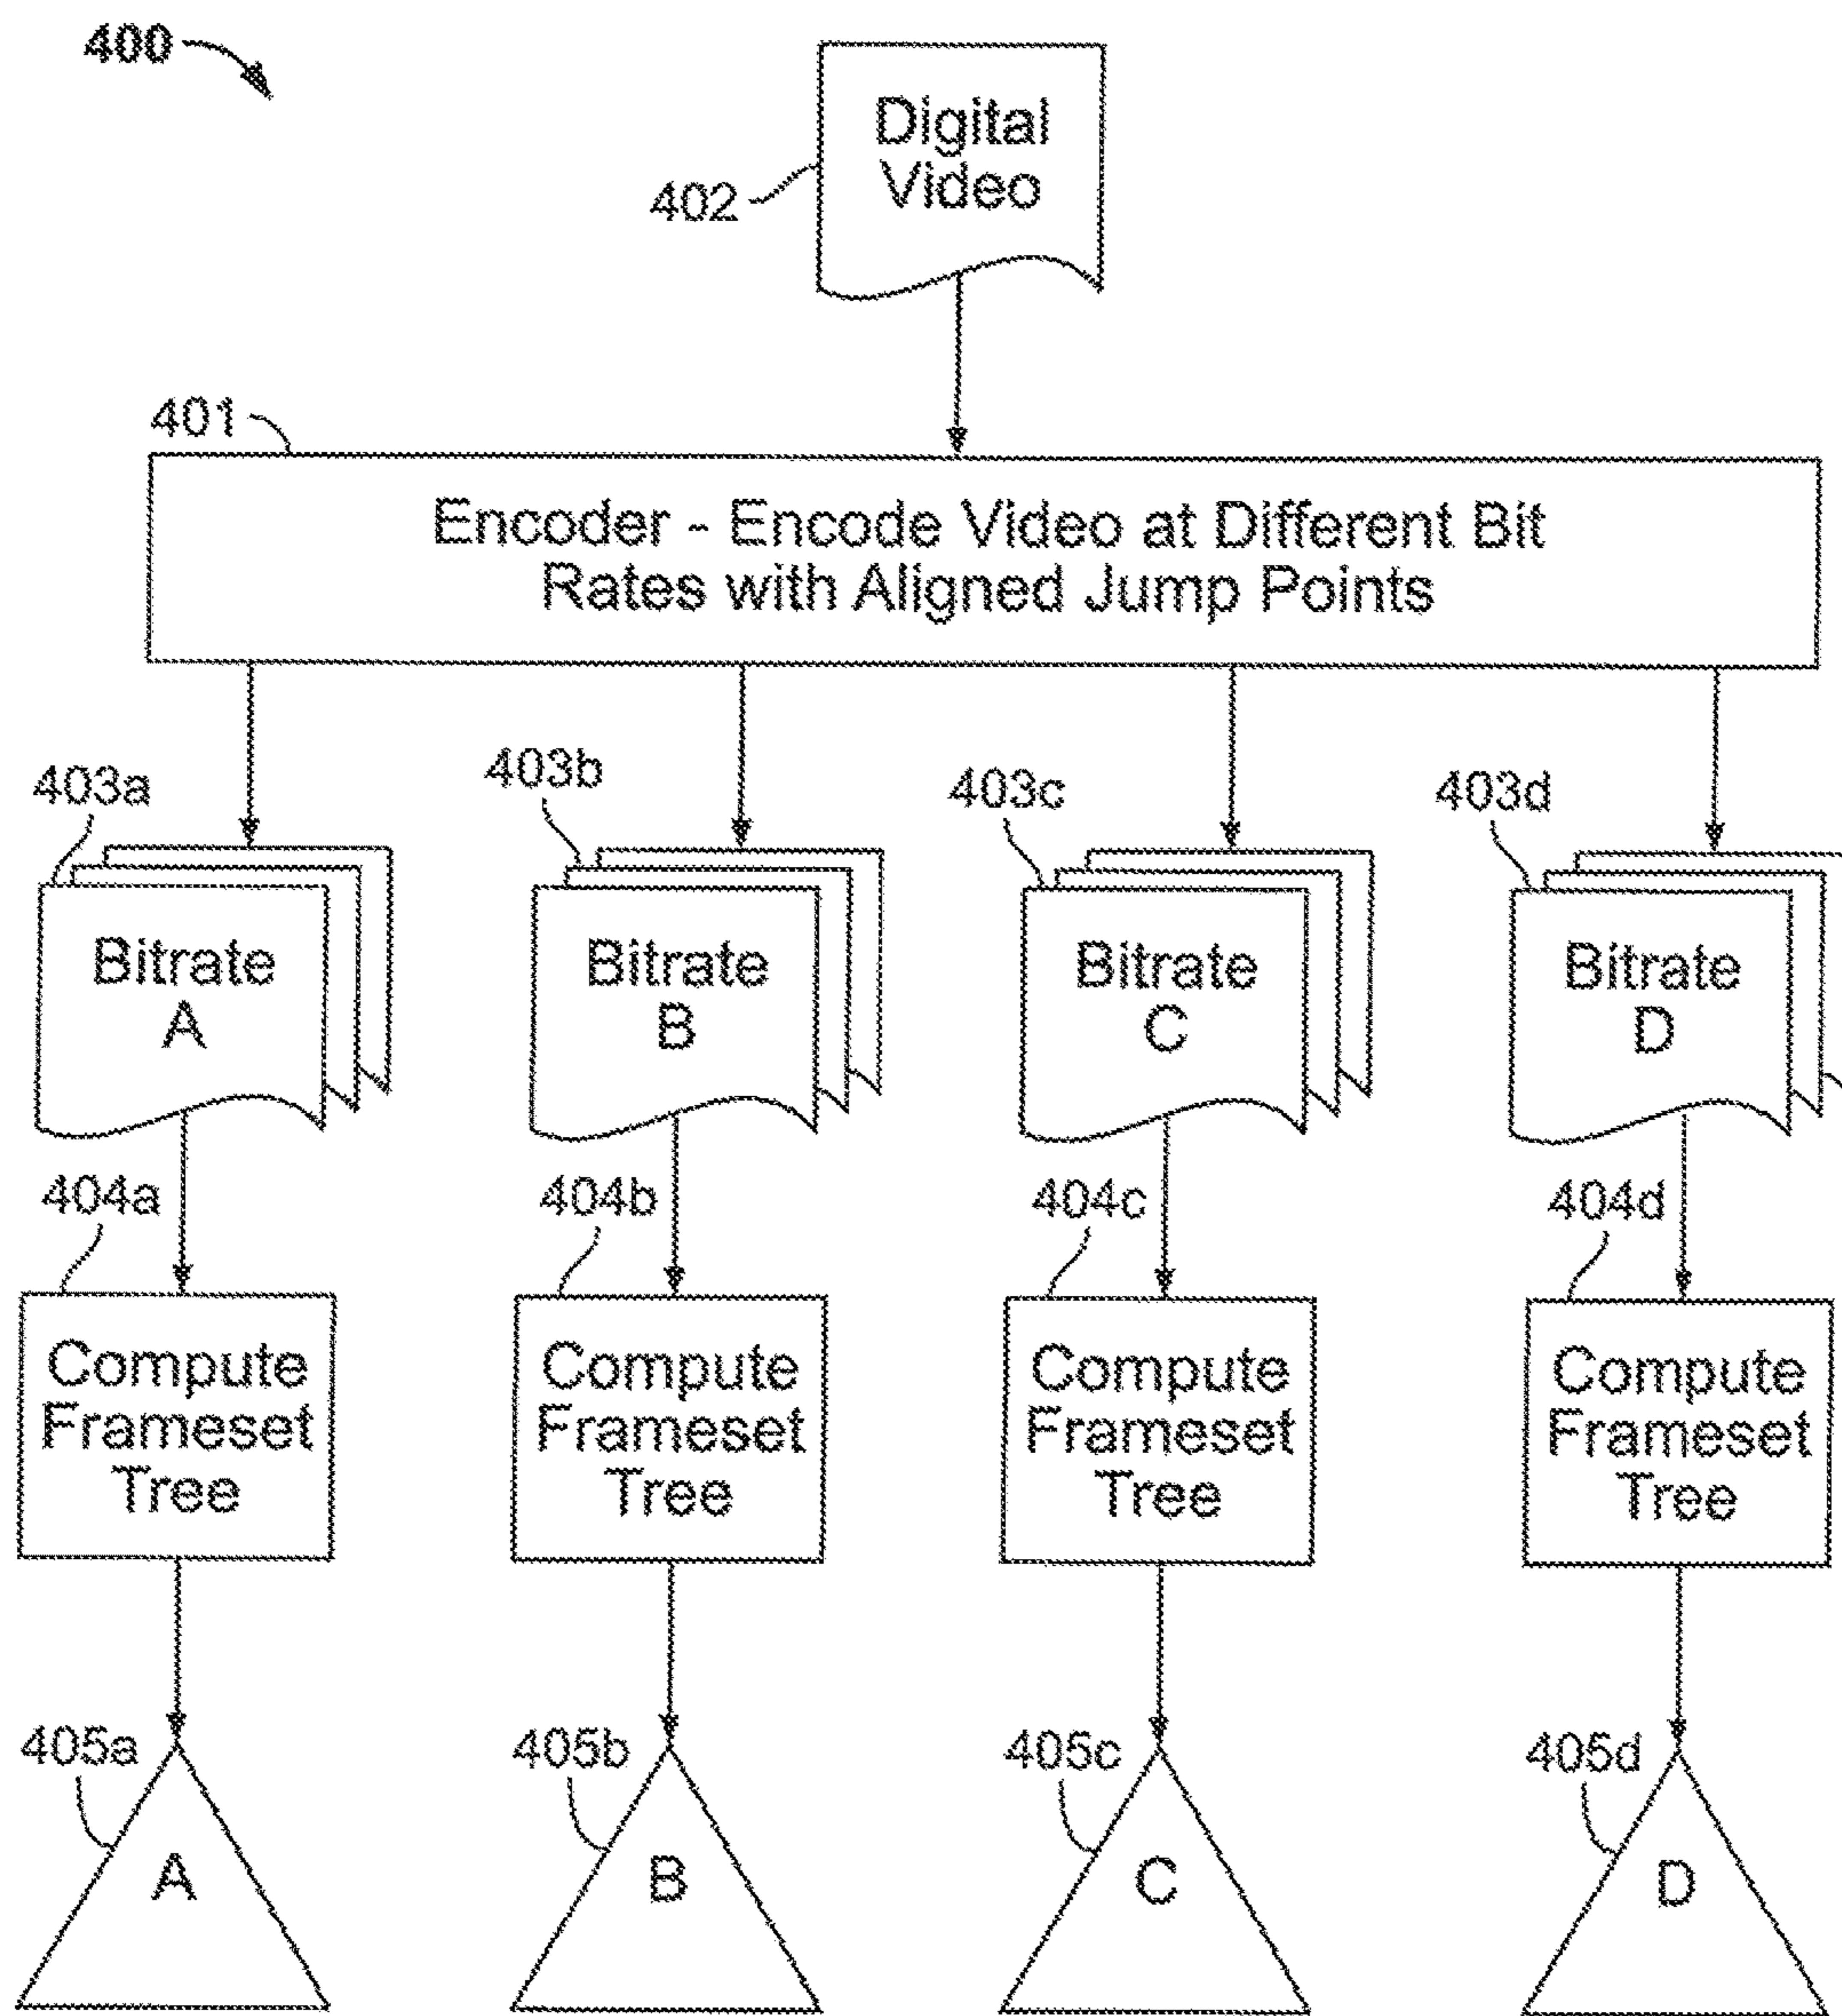 400
Digital
Video
402
401
Encoder - Encode Video at Different Bit
Rates with Aligned Jump Points
403a
403b
403c
403d
Bitrate
A
Bitrate
B
Bitrate
C
Bitrate
D
404a
404b
404c
404d
Compute
Frameset
Tree
Compute
Frameset
Tree
Compute
Frameset
Tree
Compute
Frameset
Tree
405a
405b
405c
405d
A
B
C
D